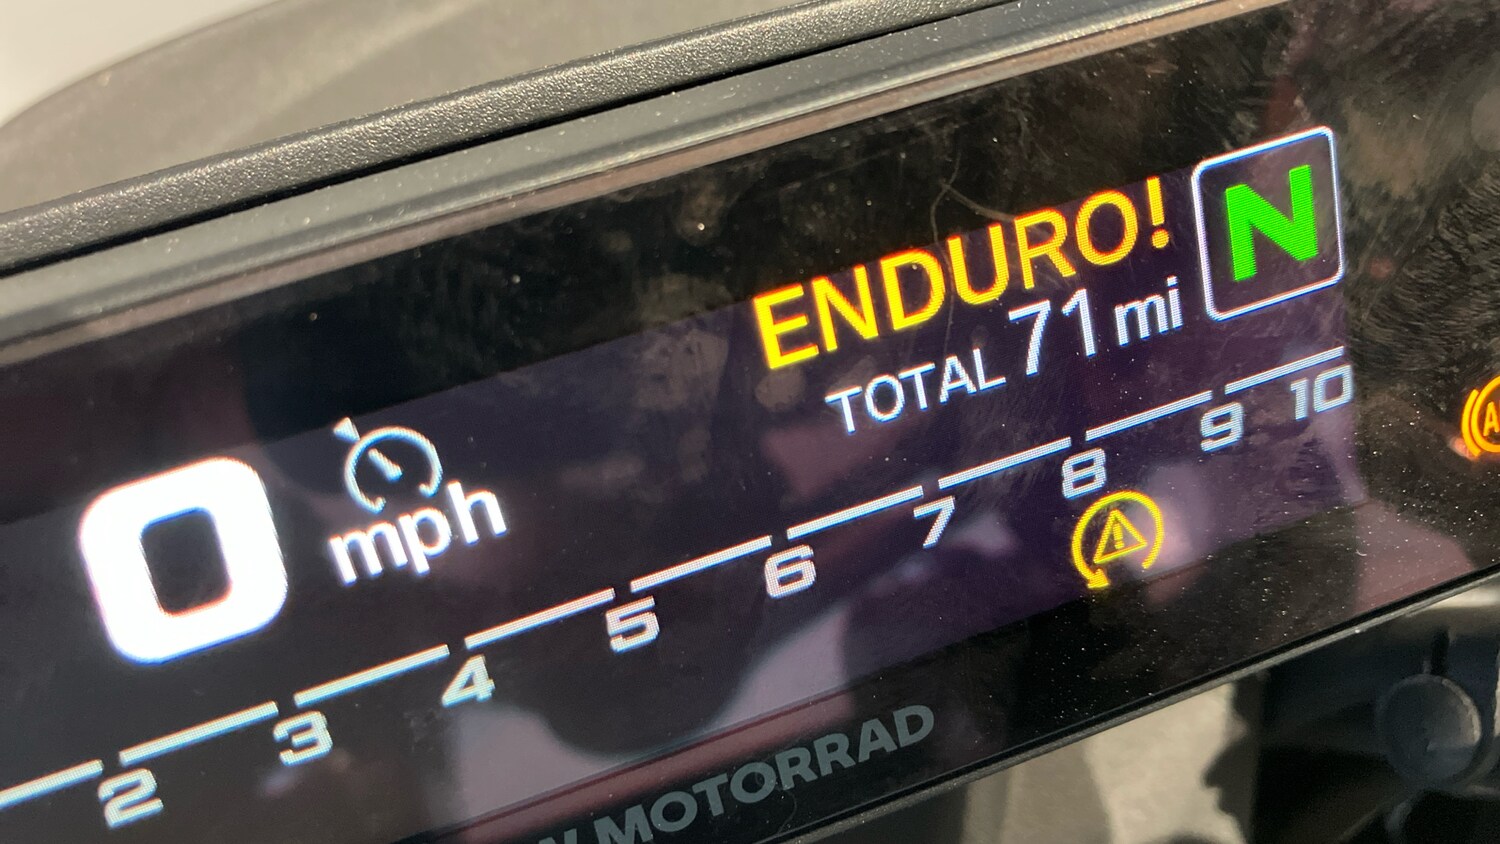 ENDURO! N
TOTAL 71 mi
0 mph
2 3 4 5 6 7 8 9 10
MOTORRAD